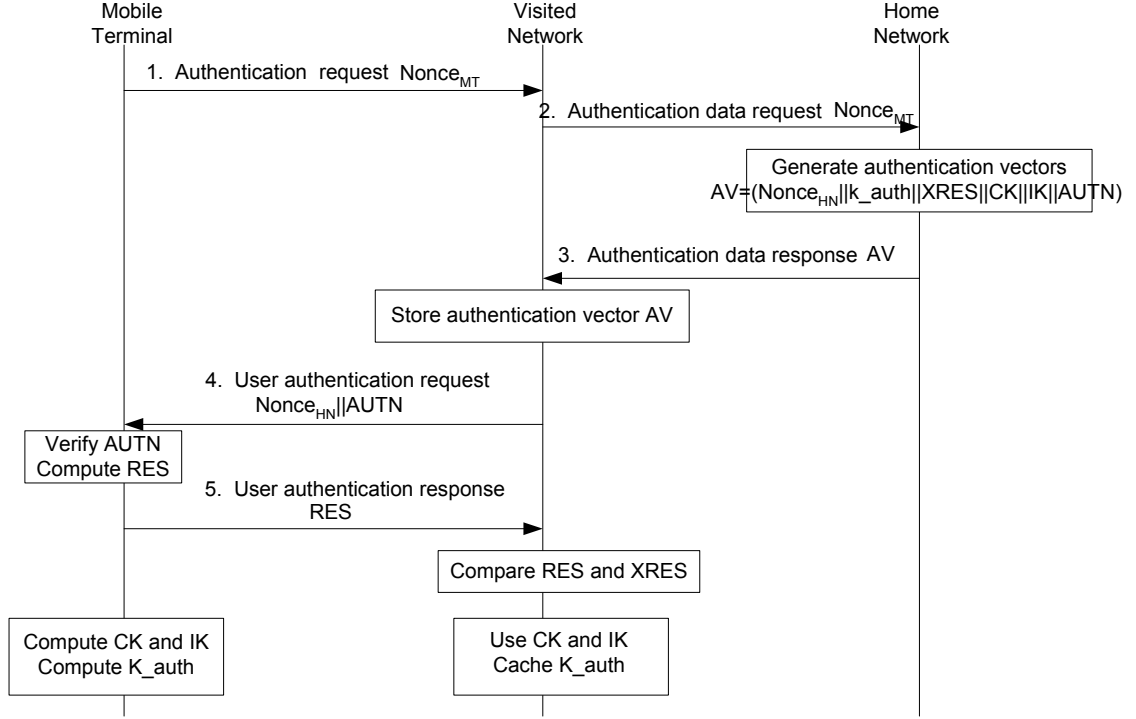 Mobile
Terminal
Visited
Network
Home
Network
1. Authentication request Nonce_MT
2. Authentication data request Nonce_MT
Generate authentication vectors
AV=(Nonce_HN||k_auth||XRES||CK||IK||AUTN)
3. Authentication data response AV
Store authentication vector AV
4. User authentication request
Nonce_HN||AUTN
Verify AUTN
Compute RES
5. User authentication response
RES
Compare RES and XRES
Compute CK and IK
Compute K_auth
Use CK and IK
Cache K_auth